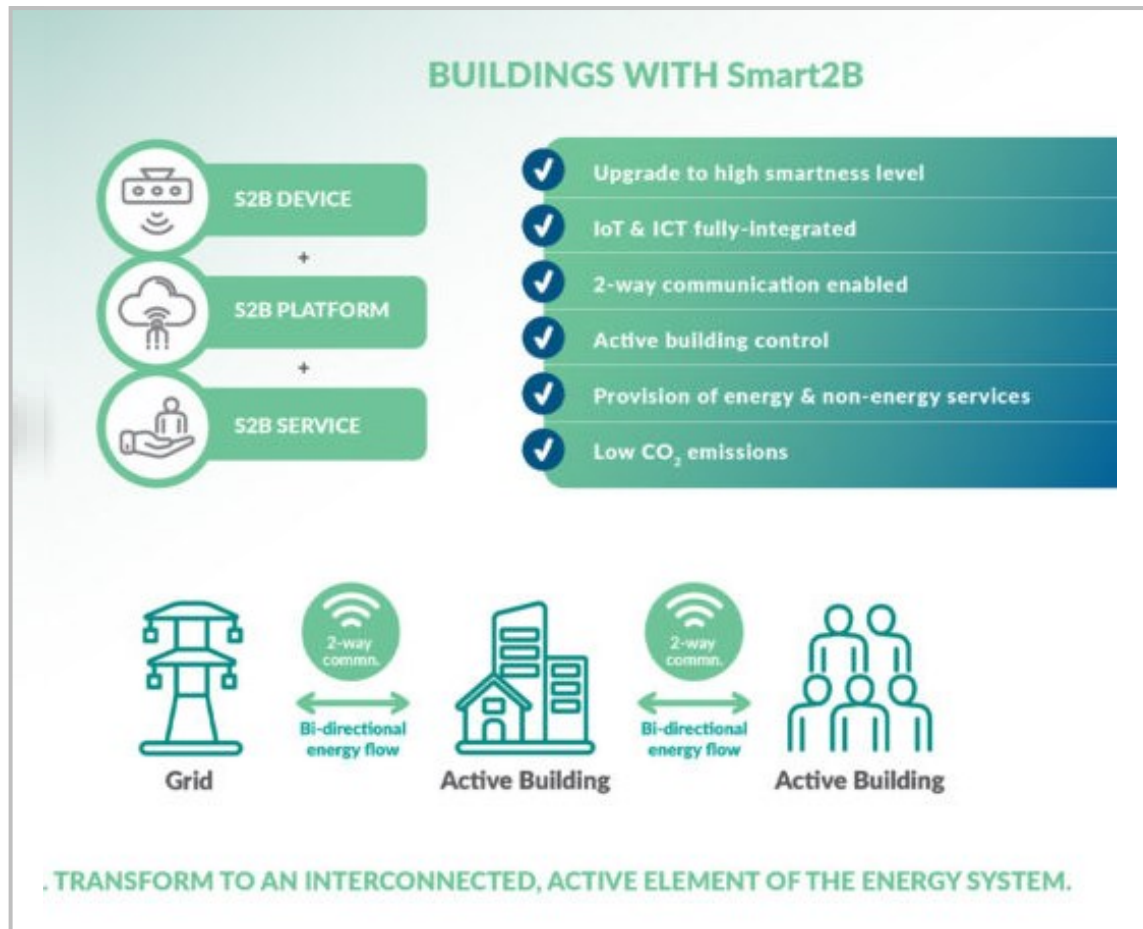 BUILDINGS WITH Smart2B
S2B DEVICE
+
S2B PLATFORM
+
S2B SERVICE
Upgrade to high smartness level
IoT & ICT fully-integrated
2-way communication enabled
Active building control
Provision of energy & non-energy services
Low CO₂ emissions
2-way
commn.
Bi-directional
energy flow
2-way
commn.
Bi-directional
energy flow
Grid
Active Building
Active Building
. TRANSFORM TO AN INTERCONNECTED, ACTIVE ELEMENT OF THE ENERGY SYSTEM.